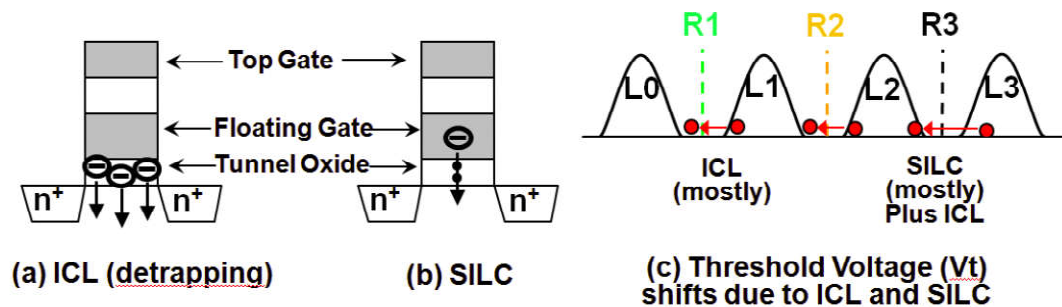 Top Gate
Floating Gate
Tunnel Oxide
n+
n+
n+
n+
(a) ICL (detrapping)
(b) SILC
R1
R2
R3
L0
L1
L2
L3
ICL
(mostly)
SILC
(mostly)
Plus ICL
(c) Threshold Voltage (Vt)
shifts due to ICL and SILC